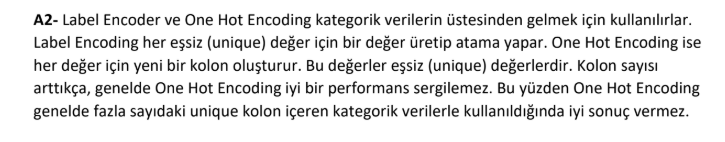 A2- Label Encoder ve One Hot Encoding kategorik verilerin üstesinden gelmek için kullanılırlar.
Label Encoding her eşsiz (unique) değer için bir değer üretip atama yapar. One Hot Encoding ise
her değer için yeni bir kolon oluşturur. Bu değerler eşsiz (unique) değerlerdir. Kolon sayısı
arttıkça, genelde One Hot Encoding iyi bir performans sergilemez. Bu yüzden One Hot Encoding
genelde fazla sayıdaki unique kolon içeren kategorik verilerle kullanıldığında iyi sonuç vermez.